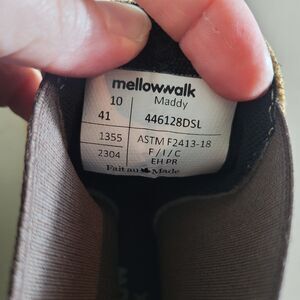 mellowwalk
10 Maddy
41 446128DSL
1355 ASTM F2413-18
2304 F / I / C
EH PR
Fait au Made